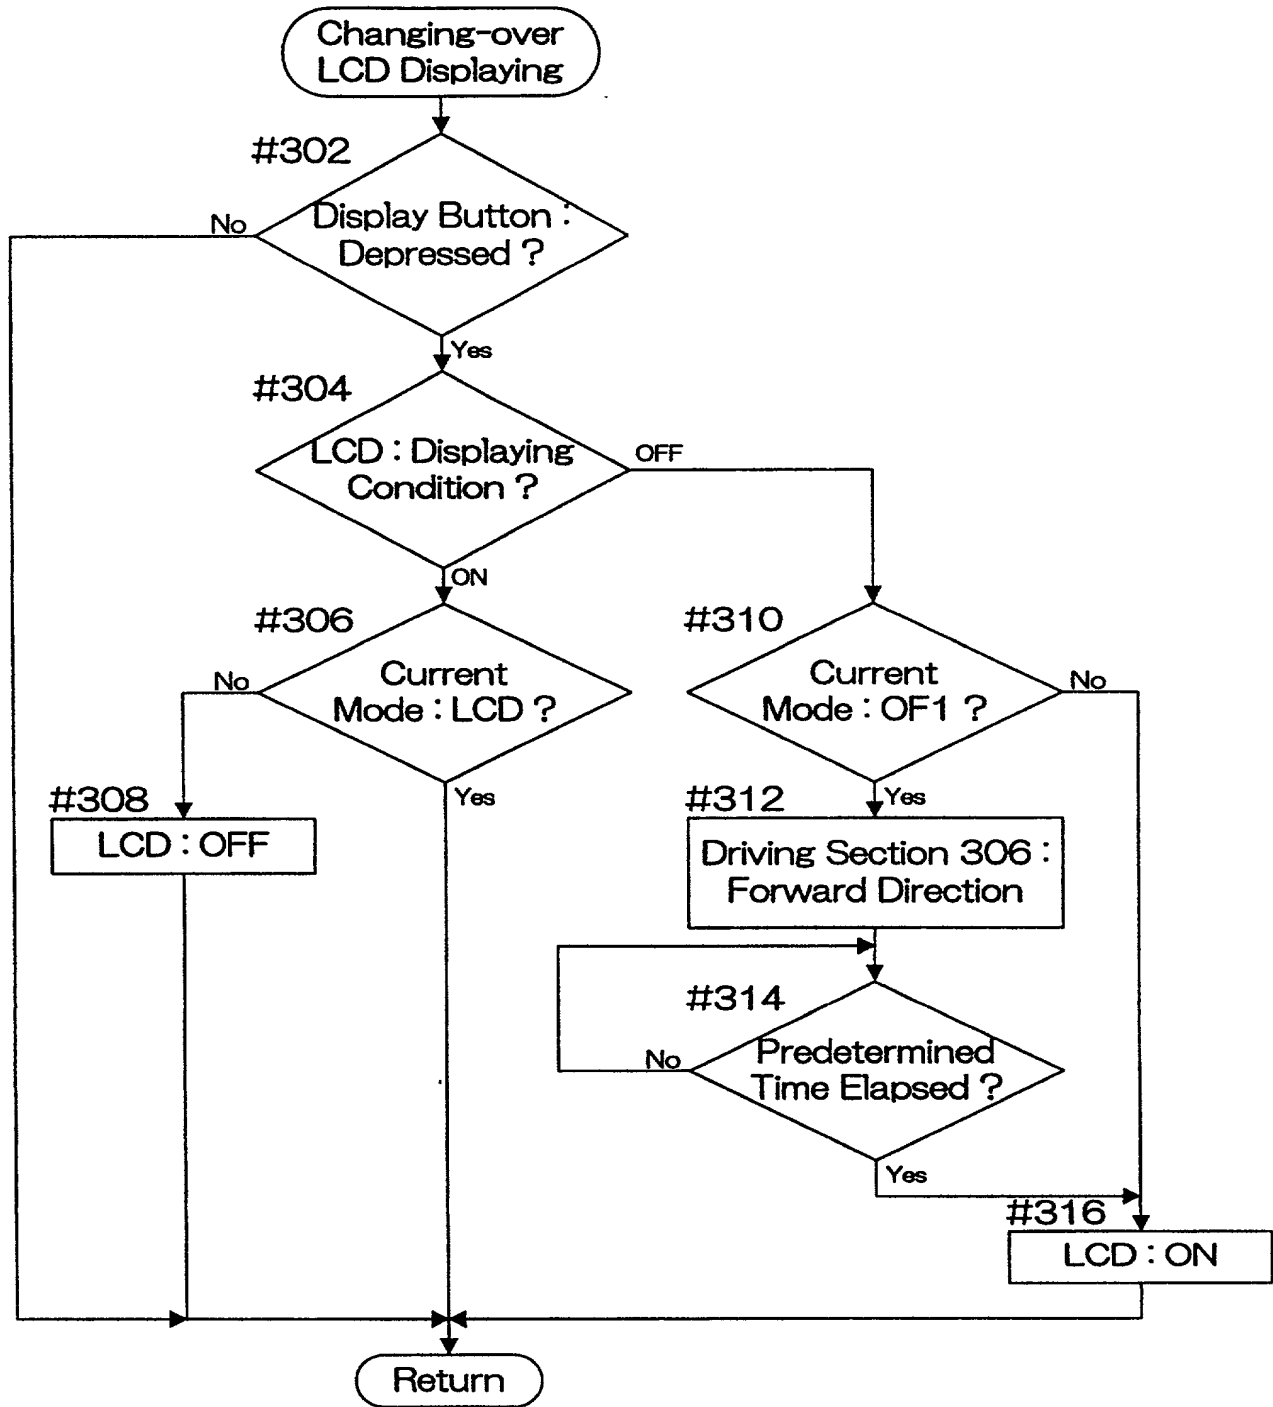 Changing-over
LCD Displaying
#302
Display Button :
Depressed ?
No
Yes
#304
LCD : Displaying
Condition ?
OFF
ON
#306
Current
Mode : LCD ?
No
Yes
#308
LCD : OFF
#310
Current
Mode : OF1 ?
No
Yes
#312
Driving Section 306 :
Forward Direction
#314
Predetermined
Time Elapsed ?
No
Yes
#316
LCD : ON
Return